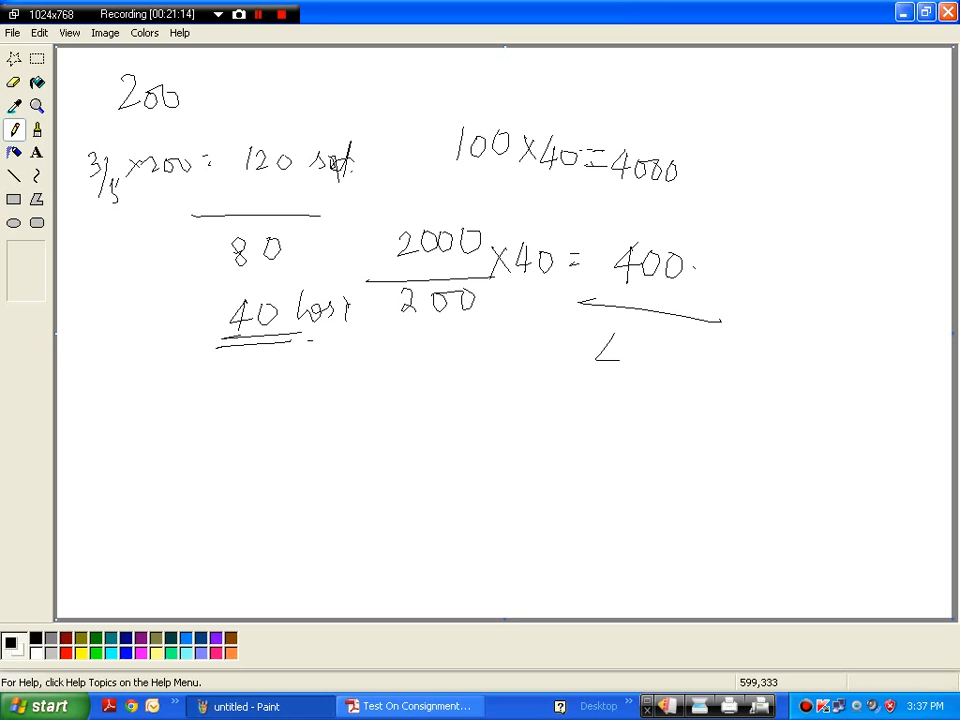 1024x768 Recording [00:21:14]
File Edit View Image Colors Help
200
3/5 × 200 = 120
100 × 40 = 4000
80
2000
200
× 40 = 400.
40 lost
For Help, click Help Topics on the Help Menu. 599,333
start untitled - Paint Test On Consignment... Desktop 3:37 PM